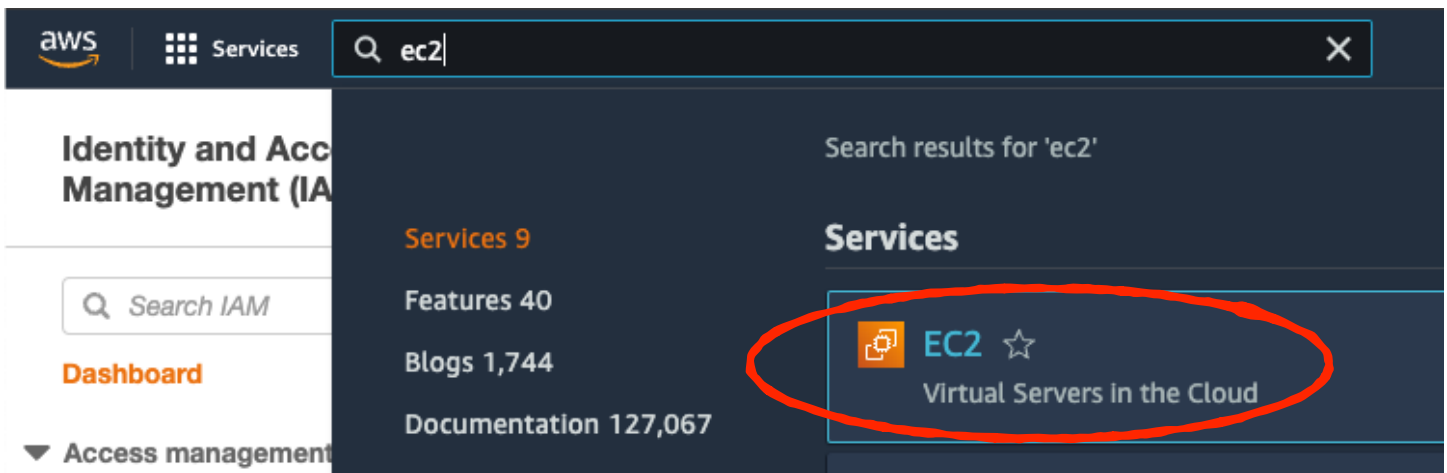 aws
Services
ec2
Identity and Acc
Management (IA
Search IAM
Dashboard
Access management
Services 9
Features 40
Blogs 1,744
Documentation 127,067
Search results for 'ec2'
Services
EC2
Virtual Servers in the Cloud